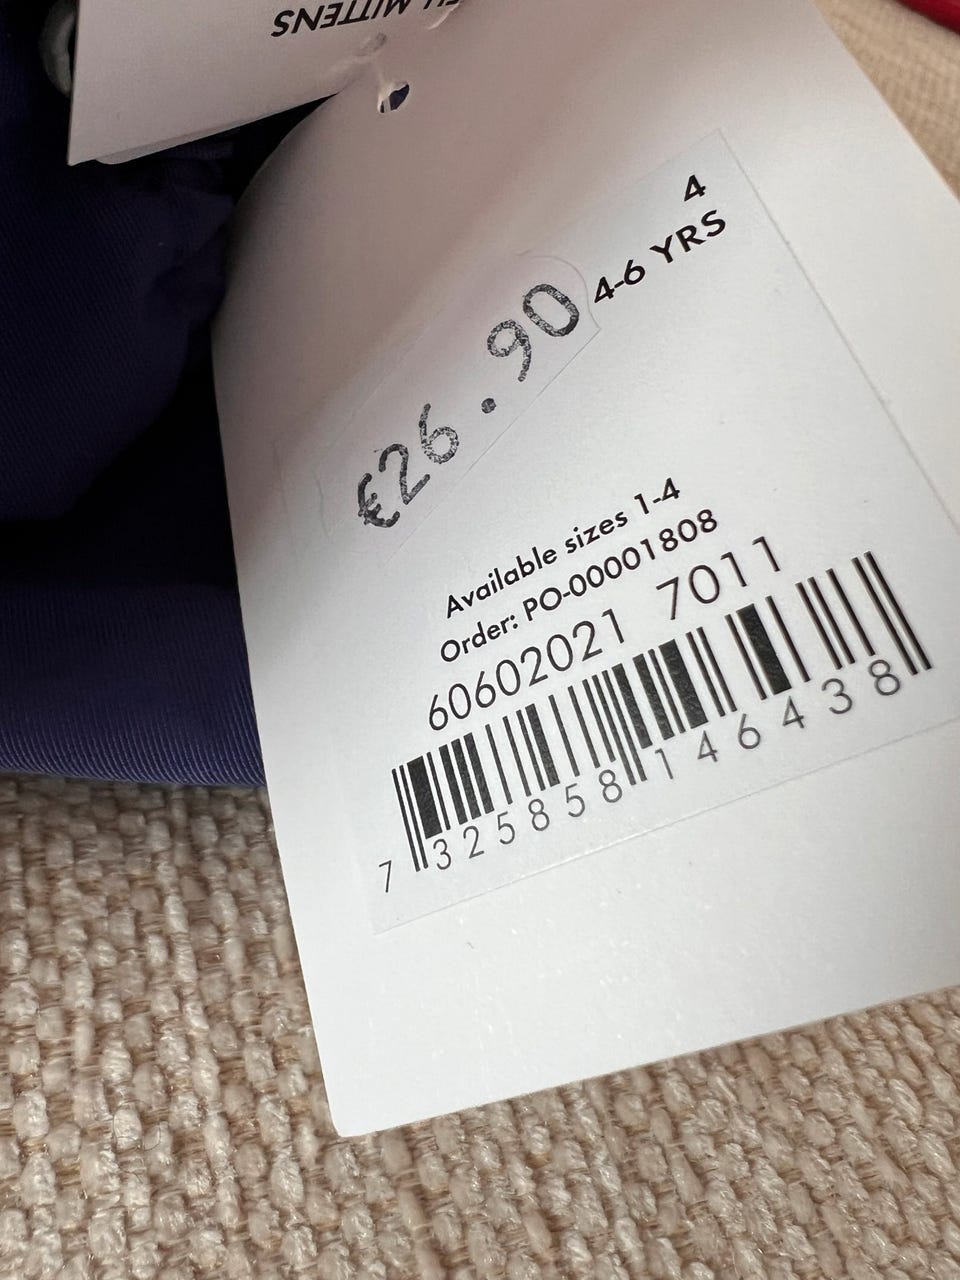 MITTENS
4
4-6 YRS
€26.90
Available sizes 1-4
Order: PO-00001808
60602021 7011
7 325858 146438